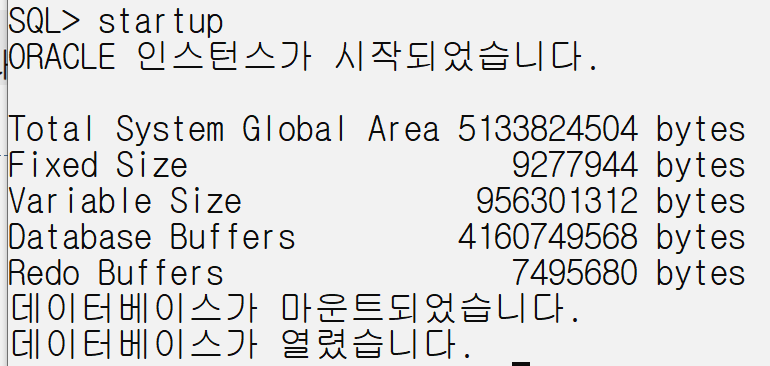 SQL> startup
ORACLE 인스턴스가 시작되었습니다.
Total System Global Area 5133824504 bytes
Fixed Size 9277944 bytes
Variable Size 956301312 bytes
Database Buffers 4160749568 bytes
Redo Buffers 7495680 bytes
데이터베이스가 마운트되었습니다.
데이터베이스가 열렸습니다.